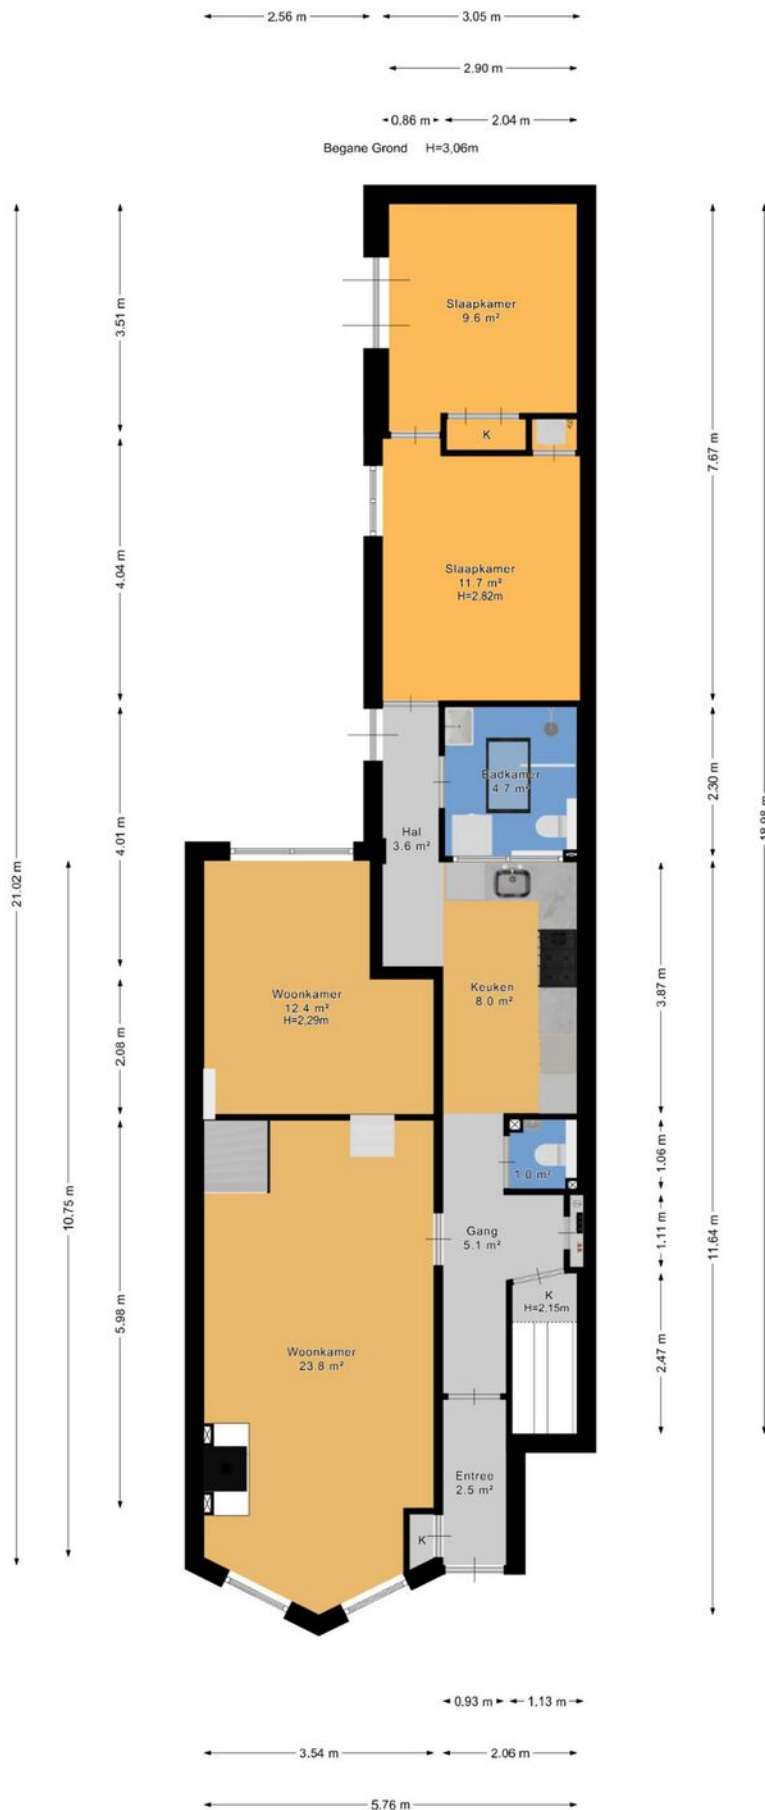 2.56 m
3.05 m
2.90 m
0.86 m
2.04 m
Begane Grond H=3,06m
Slaapkamer
9.6 m²
3.51 m
K
7.67 m
4.04 m
Slaapkamer
11.7 m²
H=2,82m
Badkamer
4.7 m²
2.30 m
18.98 m
Hal
3.6 m²
4.01 m
21.02 m
Woonkamer
12.4 m²
H=2,29m
Keuken
8.0 m²
3.87 m
2.08 m
1.0 m²
1.06 m
10.75 m
Gang
5.1 m²
1.11 m
11.64 m
K
H=2,15m
5.98 m
Woonkamer
23.8 m²
2.47 m
Entree
2.5 m²
K
0.93 m
1.13 m
3.54 m
2.06 m
5.76 m